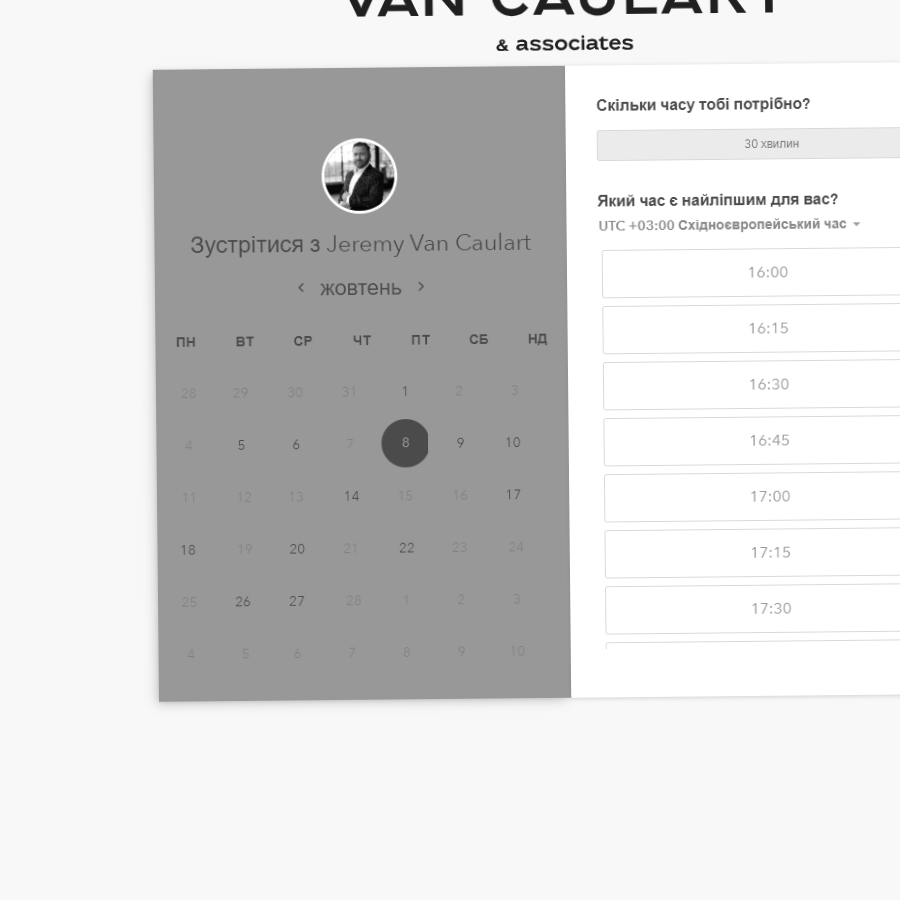 VAN CAULART
& associates
Зустрітися з Jeremy Van Caulart
жовтень
ПН ВТ СР ЧТ ПТ СБ НД
28 29 30 31 1 2 3
4 5 6 7 8 9 10
11 12 13 14 15 16 17
18 19 20 21 22 23 24
25 26 27 28 1 2 3
4 5 6 7 8 9 10
Скільки часу тобі потрібно?
30 хвилин
Який час є найліпшим для вас?
UTC +03:00 Східноєвропейський час
16:00
16:15
16:30
16:45
17:00
17:15
17:30